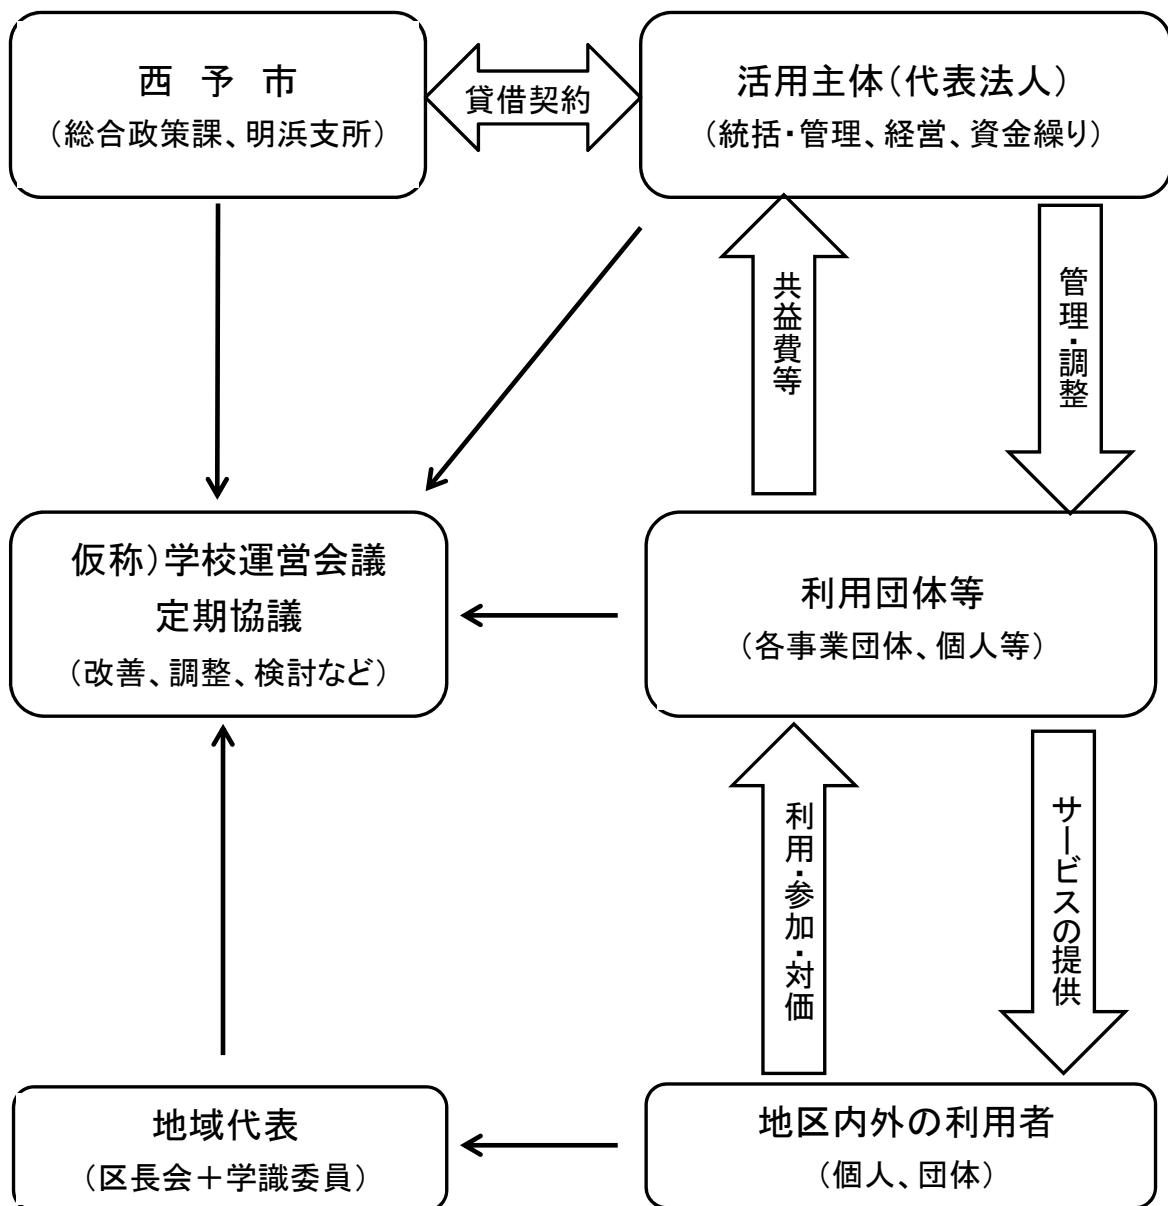 西 予 市
（総合政策課、明浜支所）
貸借契約
活用主体（代表法人）
（統括・管理、経営、資金繰り）
共益費等
管理・調整
仮称）学校運営会議
定期協議
（改善、調整、検討など）
利用団体等
（各事業団体、個人等）
利用・参加・対価
サービスの提供
地域代表
（区長会＋学識委員）
地区内外の利用者
（個人、団体）